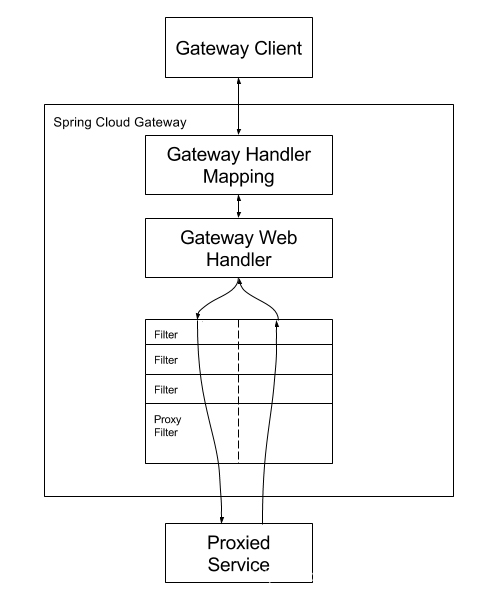 Gateway Client
Spring Cloud Gateway
Gateway Handler
Mapping
Gateway Web
Handler
Filter
Filter
Filter
Proxy
Filter
Proxied
Service